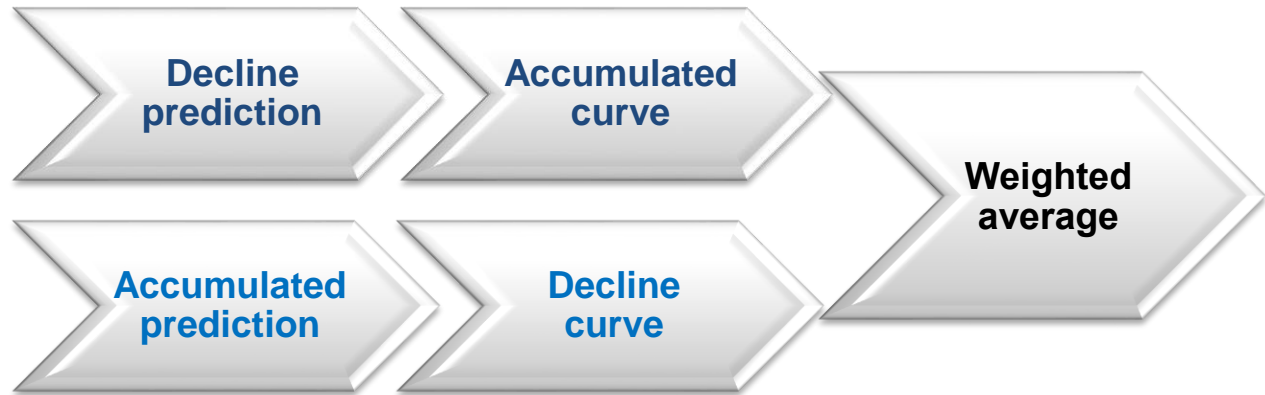 Decline
prediction
Accumulated
curve
Accumulated
prediction
Decline
curve
Weighted
average